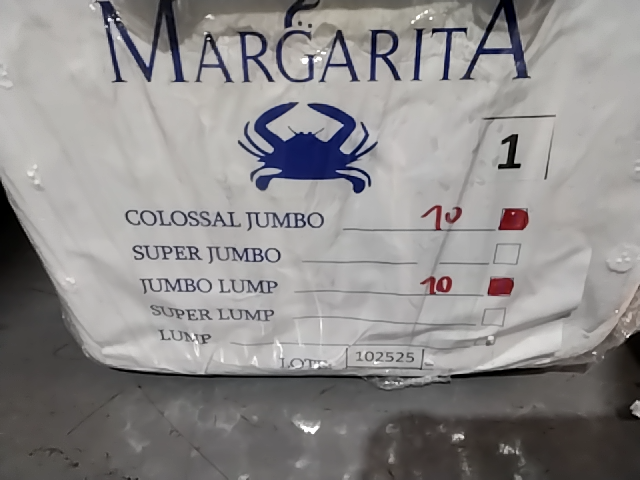 MARGARITA
1
COLOSSAL JUMBO 10
SUPER JUMBO
JUMBO LUMP 10
SUPER LUMP
LUMP
LOTE 102525